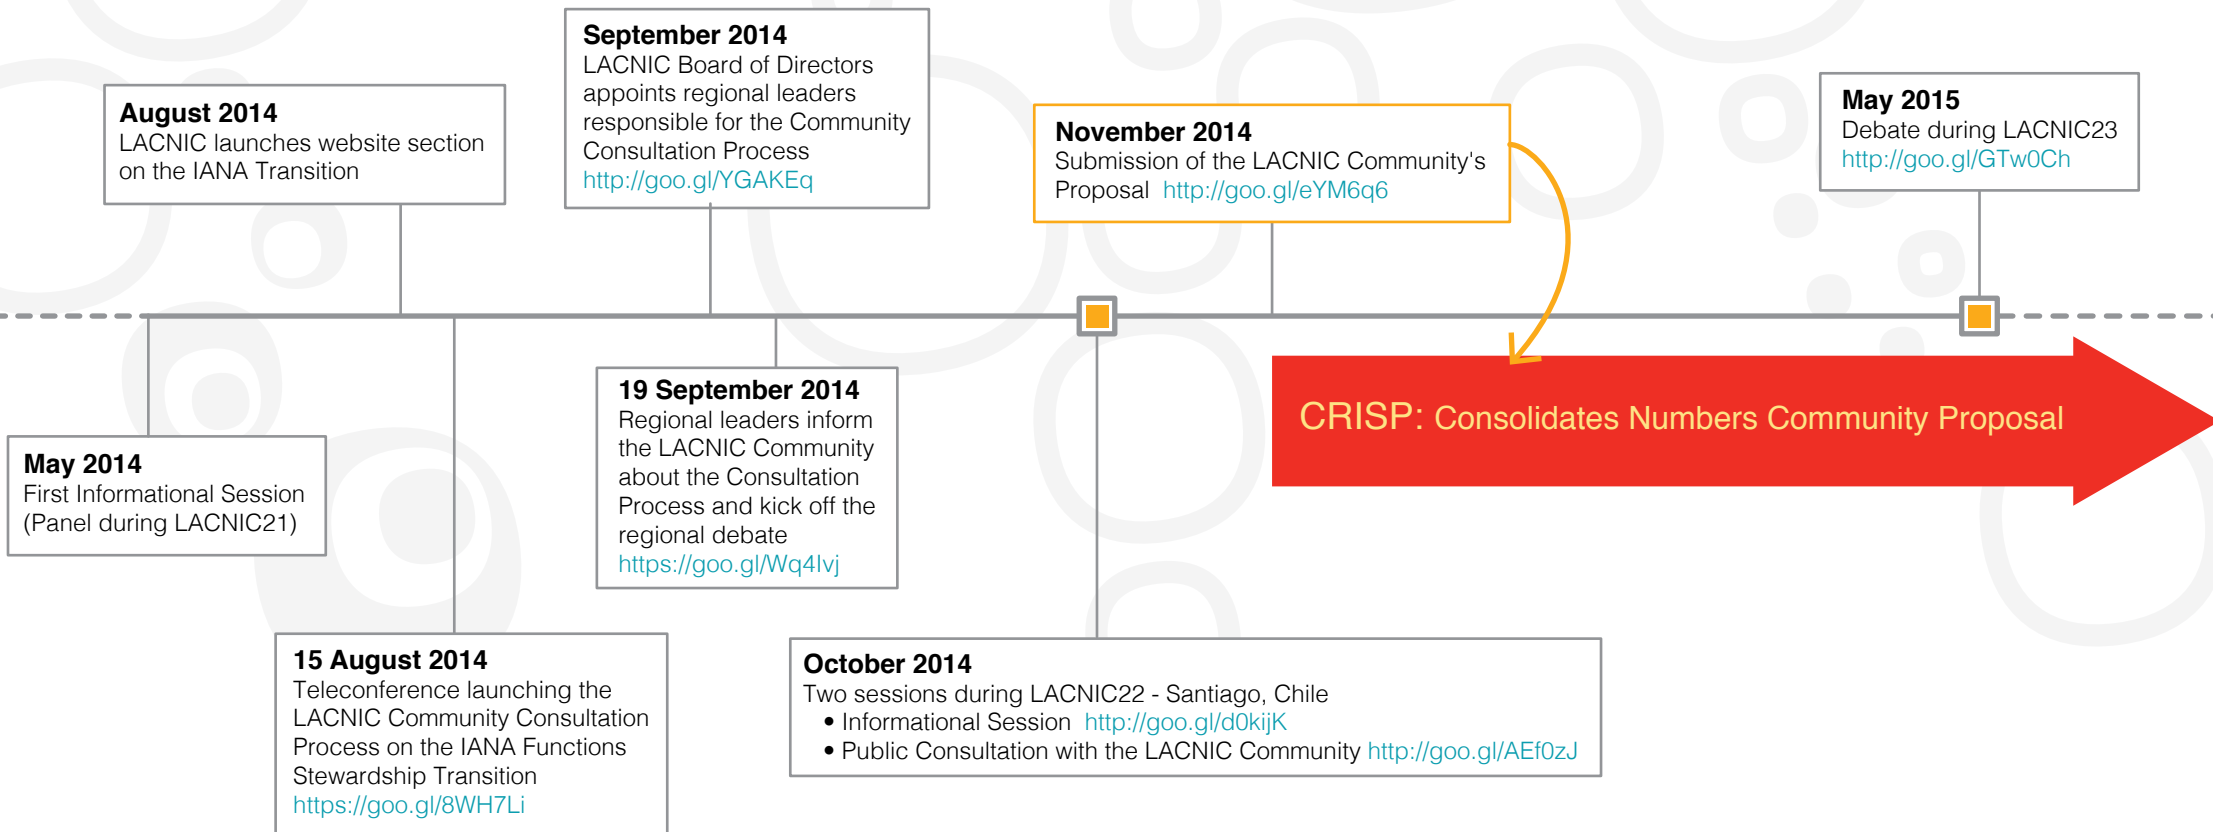 May 2014
First Informational Session
(Panel during LACNIC21)
August 2014
LACNIC launches website section
on the IANA Transition
15 August 2014
Teleconference launching the
LACNIC Community Consultation
Process on the IANA Functions
Stewardship Transition
https://goo.gl/8WH7Li
September 2014
LACNIC Board of Directors
appoints regional leaders
responsible for the Community
Consultation Process
http://goo.gl/YGAKEq
19 September 2014
Regional leaders inform
the LACNIC Community
about the Consultation
Process and kick off the
regional debate
https://goo.gl/Wq4lvj
October 2014
Two sessions during LACNIC22 - Santiago, Chile
• Informational Session http://goo.gl/d0kijK
• Public Consultation with the LACNIC Community http://goo.gl/AEf0zJ
November 2014
Submission of the LACNIC Community's
Proposal http://goo.gl/eYM6q6
CRISP: Consolidates Numbers Community Proposal
May 2015
Debate during LACNIC23
http://goo.gl/GTw0Ch